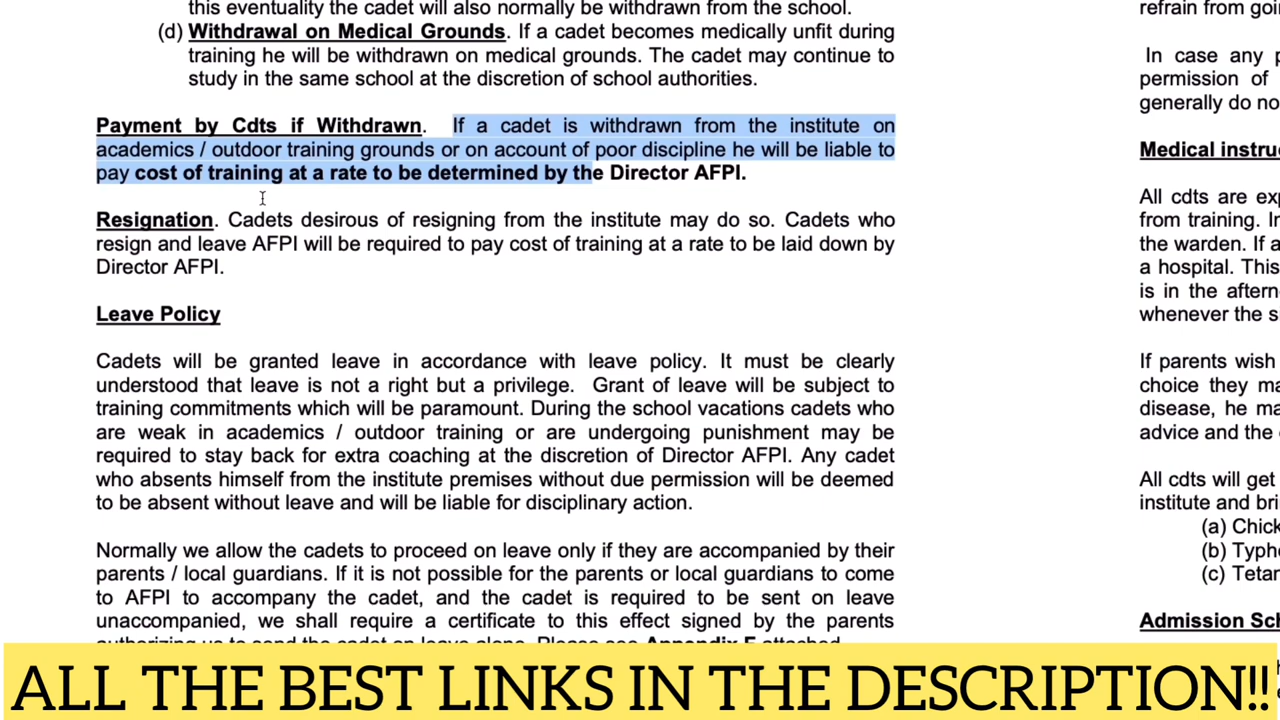 this eventuality the cadet will also normally be withdrawn from the school.
(d) Withdrawal on Medical Grounds. If a cadet becomes medically unfit during
training he will be withdrawn on medical grounds. The cadet may continue to
study in the same school at the discretion of school authorities.
Payment by Cdts if Withdrawn. If a cadet is withdrawn from the institute on
academics / outdoor training grounds or on account of poor discipline he will be liable to
pay cost of training at a rate to be determined by the Director AFPI.
Resignation. Cadets desirous of resigning from the institute may do so. Cadets who
resign and leave AFPI will be required to pay cost of training at a rate to be laid down by
Director AFPI.
Leave Policy
Cadets will be granted leave in accordance with leave policy. It must be clearly
understood that leave is not a right but a privilege. Grant of leave will be subject to
training commitments which will be paramount. During the school vacations cadets who
are weak in academics / outdoor training or are undergoing punishment may be
required to stay back for extra coaching at the discretion of Director AFPI. Any cadet
who absents himself from the institute premises without due permission will be deemed
to be absent without leave and will be liable for disciplinary action.
Normally we allow the cadets to proceed on leave only if they are accompanied by their
parents / local guardians. If it is not possible for the parents or local guardians to come
to AFPI to accompany the cadet, and the cadet is required to be sent on leave
unaccompanied, we shall require a certificate to this effect signed by the parents
authorizing us to send the cadet on leave alone. Please see Appendix F attached
refrain from
In case any
permission of
generally do
Medical
All cdts are
from training.
the warden. If a
a hospital. This
is in the
whenever the
If parents wish
choice they
disease, he
advice and the
All cdts will get
institute and
(a)
(b)
(c)
Admission
ALL THE BEST LINKS IN THE DESCRIPTION!!